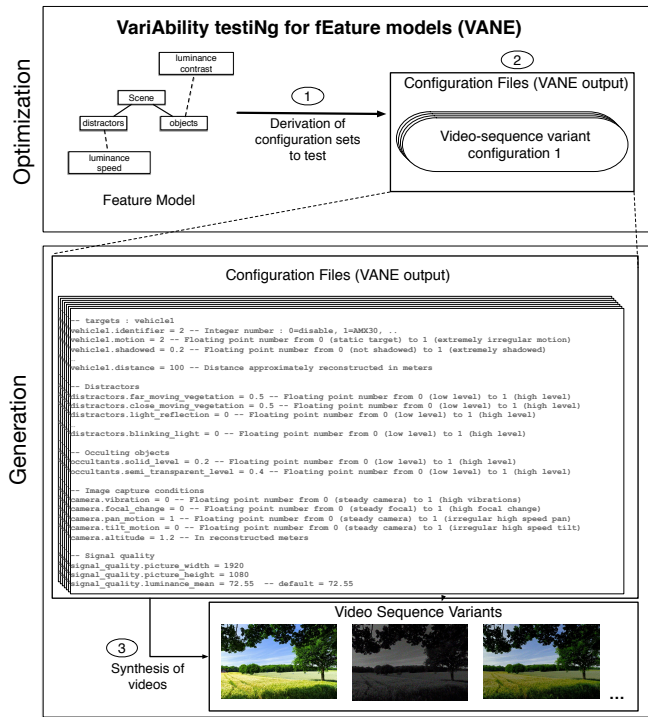 VariAbility testiNg for fEature models (VANE)
Optimization
luminance
contrast
Scene
distractors
objects
luminance
speed
Feature Model
1
Derivation of
configuration sets
to test
2
Configuration Files (VANE output)
Video-sequence variant
configuration 1
Generation
Configuration Files (VANE output)
-- targets : vehicle1
vehicle1.identifier = 2 -- Integer number : 0=disable, 1=AMX30, ..
vehicle1.motion = 2 -- Floating point number from 0 (static target) to 1 (extremely irregular motion)
vehicle1.shadowed = 0.2 -- Floating point number from 0 (not shadowed) to 1 (extremely shadowed)
…
vehicle1.distance = 100 -- Distance approximately reconstructed in meters
-- Distractors
distractors.far_moving_vegetation = 0.5 -- Floating point number from 0 (low level) to 1 (high level)
distractors.close_moving_vegetation = 0.5 -- Floating point number from 0 (low level) to 1 (high level)
distractors.light_reflection = 0 -- Floating point number from 0 (low level) to 1 (high level)
…
distractors.blinking_light = 0 -- Floating point number from 0 (low level) to 1 (high level)
-- Occulting objects
occultants.solid_level = 0.2 -- Floating point number from 0 (low level) to 1 (high level)
occultants.semi_transparent_level = 0.4 -- Floating point number from 0 (low level) to 1 (high level)
-- Image capture conditions
camera.vibration = 0 -- Floating point number from 0 (steady camera) to 1 (high vibrations)
camera.focal_change = 0 -- Floating point number from 0 (steady focal) to 1 (high focal change)
camera.pan_motion = 1 -- Floating point number from 0 (steady camera) to 1 (irregular high speed pan)
camera.tilt_motion = 0 -- Floating point number from 0 (steady camera) to 1 (irregular high speed tilt)
camera.altitude = 1.2 -- In reconstructed meters
-- Signal quality
signal_quality.picture_width = 1920
signal_quality.picture_height = 1080
signal_quality.luminance_mean = 72.55 -- default = 72.55
3
Synthesis of
videos
Video Sequence Variants
...